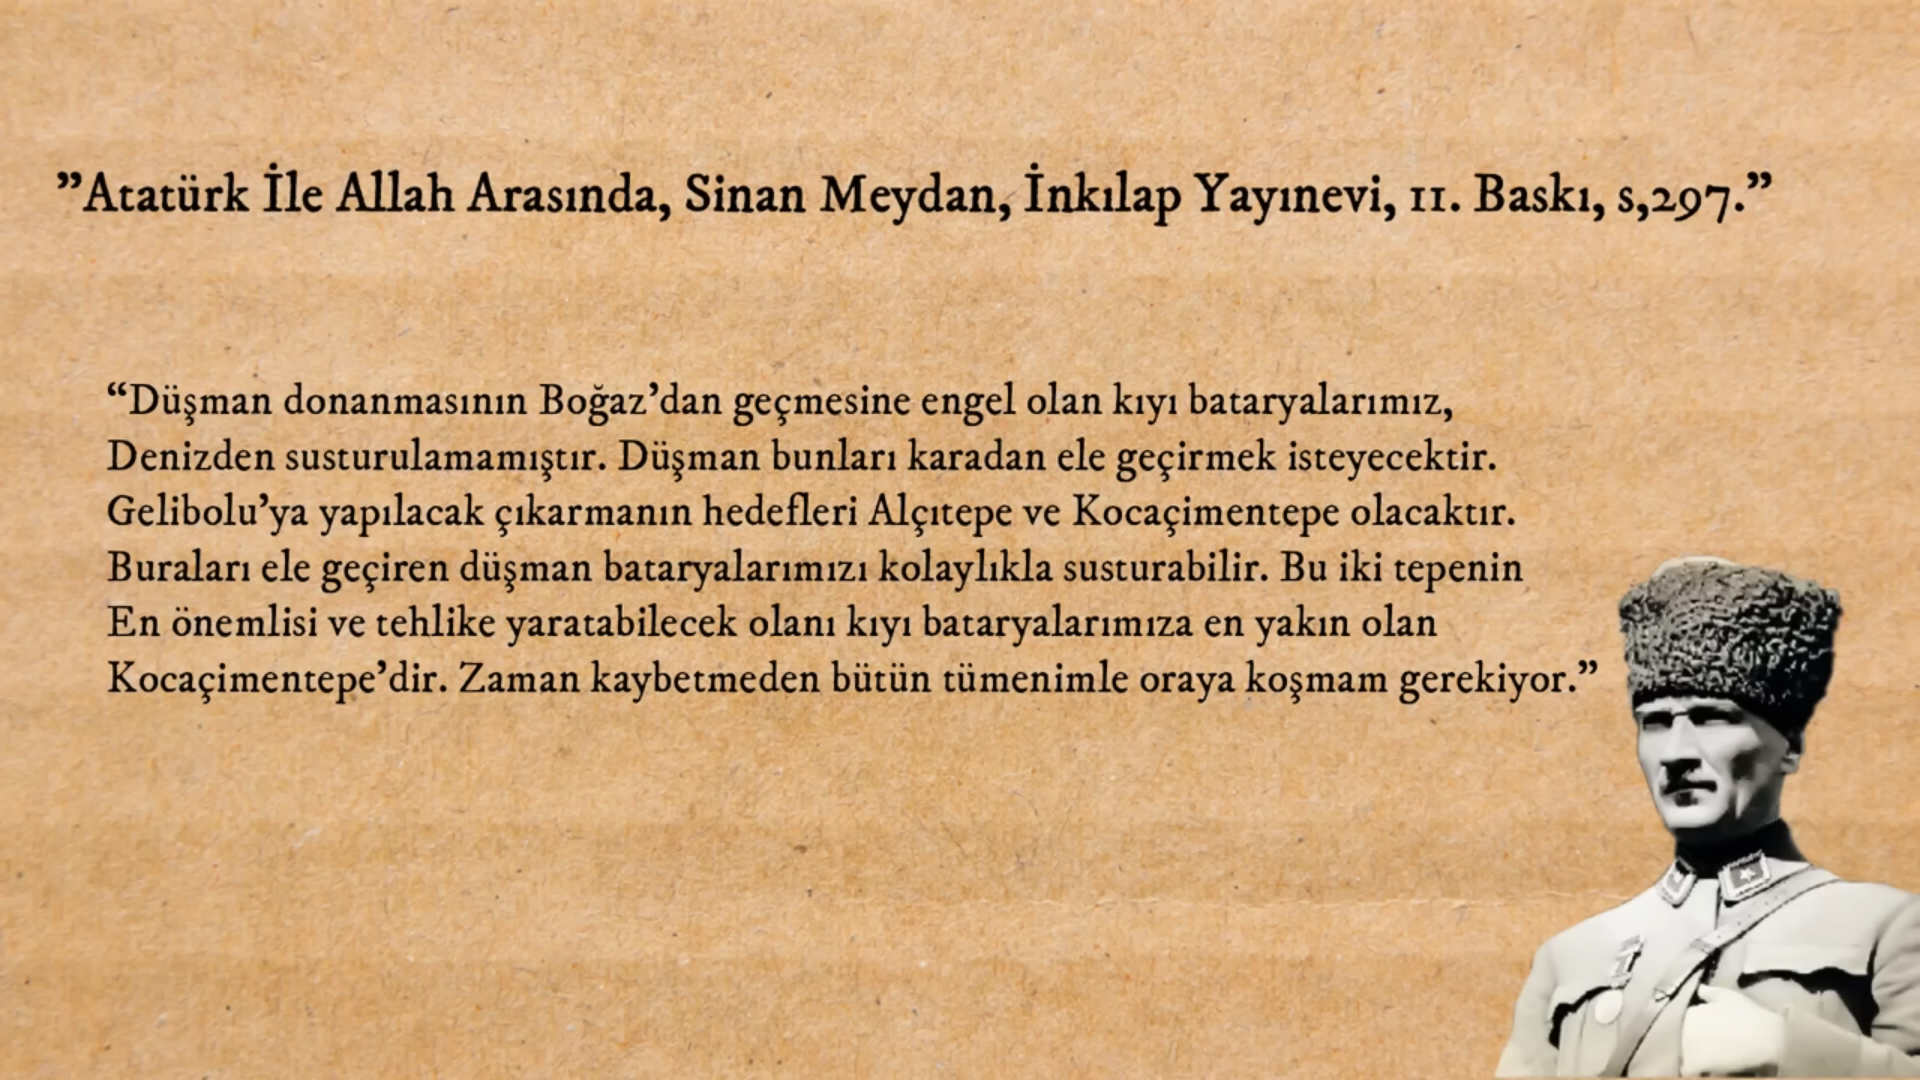 ”Atatürk İle Allah Arasında, Sinan Meydan, İnkılap Yayınevi, 11. Baskı, s,297.”
“Düşman donanmasının Boğaz’dan geçmesine engel olan kıyı bataryalarımız,
Denizden susturulamamıştır. Düşman bunları karadan ele geçirmek isteyecektir.
Gelibolu’ya yapılacak çıkarmanın hedefleri Alçıtepe ve Kocaçimentepe olacaktır.
Buraları ele geçiren düşman bataryalarımızı kolaylıkla susturabilir. Bu iki tepenin
En önemlisi ve tehlike yaratabilecek olanı kıyı bataryalarımıza en yakın olan
Kocaçimentepe’dir. Zaman kaybetmeden bütün tümenimle oraya koşmam gerekiyor.”